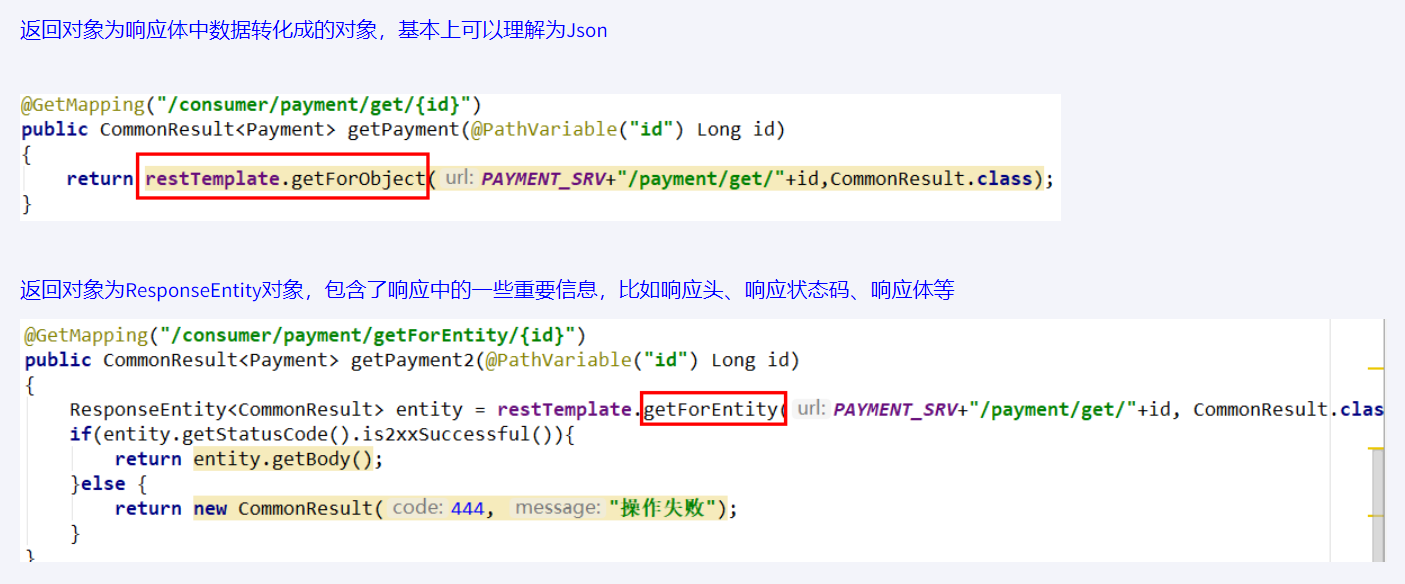 返回对象为响应体中数据转化成的对象，基本上可以理解为Json
@GetMapping("/consumer/payment/get/{id}")
public CommonResult<Payment> getPayment(@PathVariable("id") Long id)
{
return restTemplate.getForObject( url: PAYMENT_SRV+"/payment/get/"+id,CommonResult.class);
}
返回对象为ResponseEntity对象，包含了响应中的一些重要信息，比如响应头、响应状态码、响应体等
@GetMapping("/consumer/payment/getForEntity/{id}")
public CommonResult<Payment> getPayment2(@PathVariable("id") Long id)
{
ResponseEntity<CommonResult> entity = restTemplate.getForEntity( url: PAYMENT_SRV+"/payment/get/"+id, CommonResult.clas
if(entity.getStatusCode().is2xxSuccessful()){
return entity.getBody();
}else {
return new CommonResult( code: 444, message: "操作失败");
}
}